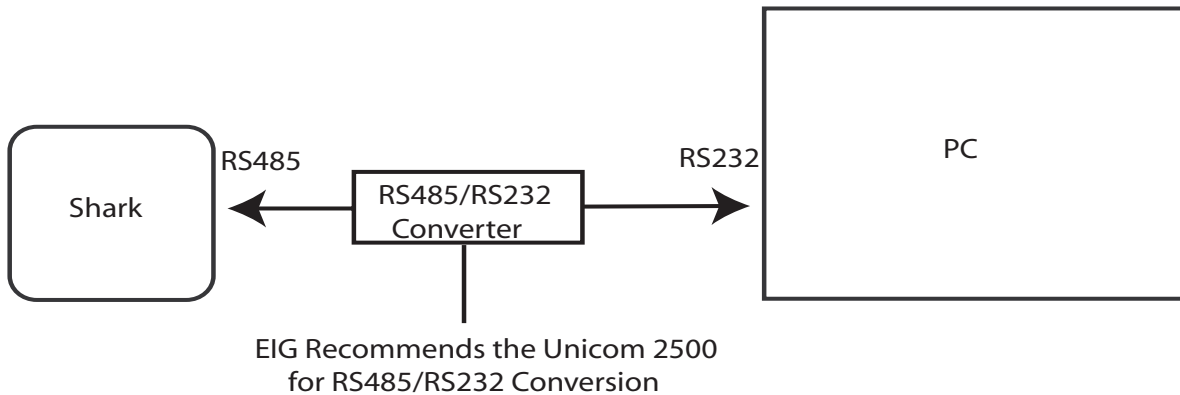 RS485
RS232
PC
Shark
RS485/RS232
Converter
EIG Recommends the Unicom 2500
for RS485/RS232 Conversion